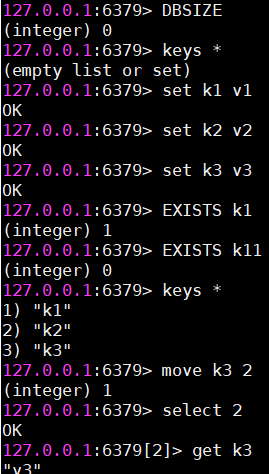 127.0.0.1:6379> DBSIZE
(integer) 0
127.0.0.1:6379> keys *
(empty list or set)
127.0.0.1:6379> set k1 v1
OK
127.0.0.1:6379> set k2 v2
OK
127.0.0.1:6379> set k3 v3
OK
127.0.0.1:6379> EXISTS k1
(integer) 1
127.0.0.1:6379> EXISTS k11
(integer) 0
127.0.0.1:6379> keys *
1) "k1"
2) "k2"
3) "k3"
127.0.0.1:6379> move k3 2
(integer) 1
127.0.0.1:6379> select 2
OK
127.0.0.1:6379[2]> get k3
"v3"